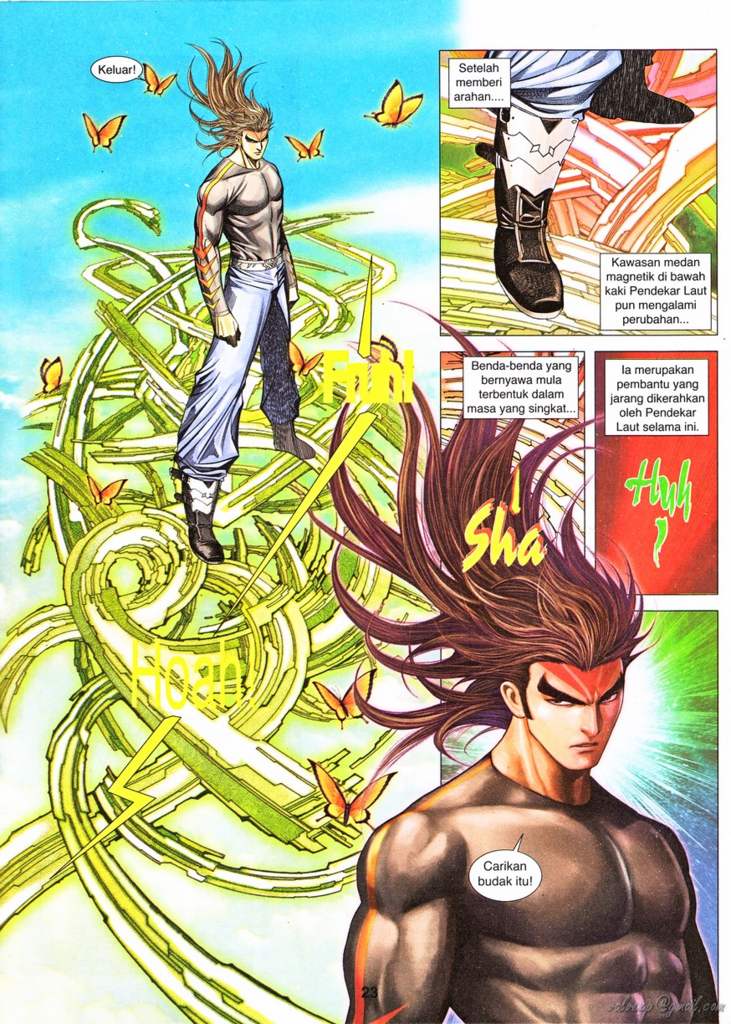 Keluar!
Fruh!
Hoah!
Setelah
memberi
arahan....
Kawasan medan
magnetik di bawah
kaki Pendekar Laut
pun mengalami
perubahan...
Benda-benda yang
bernyawa mula
terbentuk dalam
masa yang singkat...
Ia merupakan
pembantu yang
jarang dikerahkan
oleh Pendekar
Laut selama ini.
Sha
Huh
Carikan
budak itu!
23